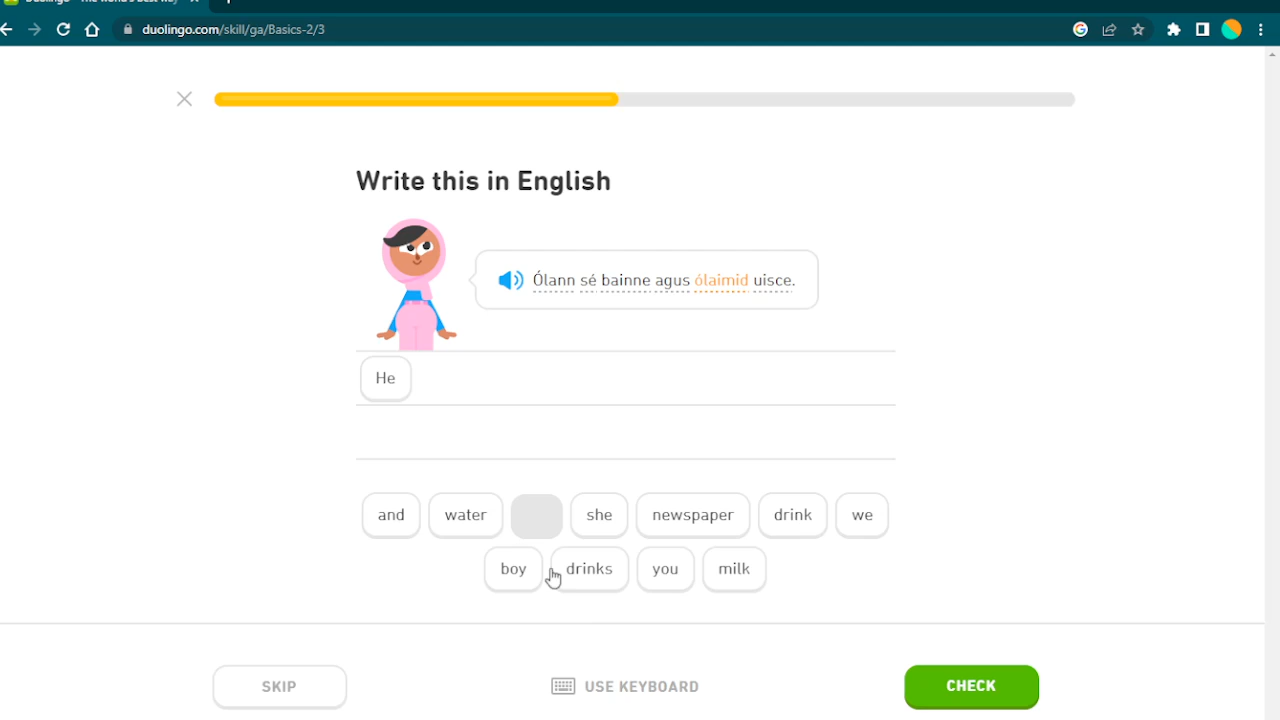 duolingo.com/skill/ga/Basics-2/3
Write this in English
Ólann sé bainne agus ólaimid uisce.
He
and water she newspaper drink we
boy drinks you milk
SKIP USE KEYBOARD CHECK